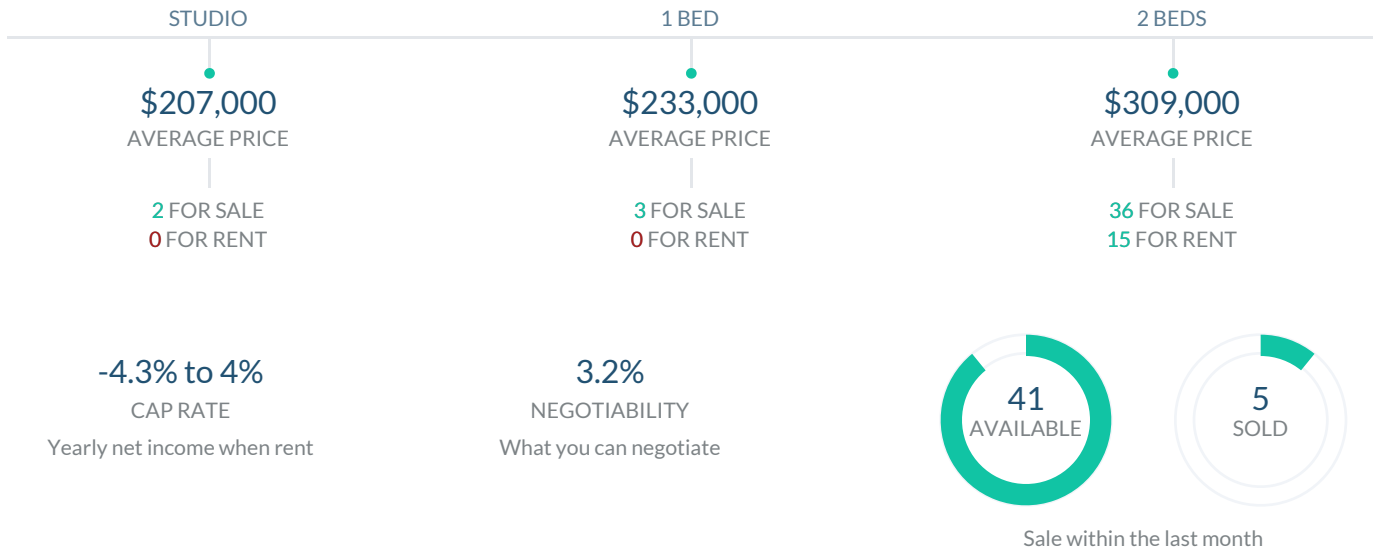 STUDIO
1 BED
2 BEDS
$207,000
AVERAGE PRICE
$233,000
AVERAGE PRICE
$309,000
AVERAGE PRICE
2 FOR SALE
0 FOR RENT
3 FOR SALE
0 FOR RENT
36 FOR SALE
15 FOR RENT
-4.3% to 4%
CAP RATE
Yearly net income when rent
3.2%
NEGOTIABILITY
What you can negotiate
41
AVAILABLE
5
SOLD
Sale within the last month